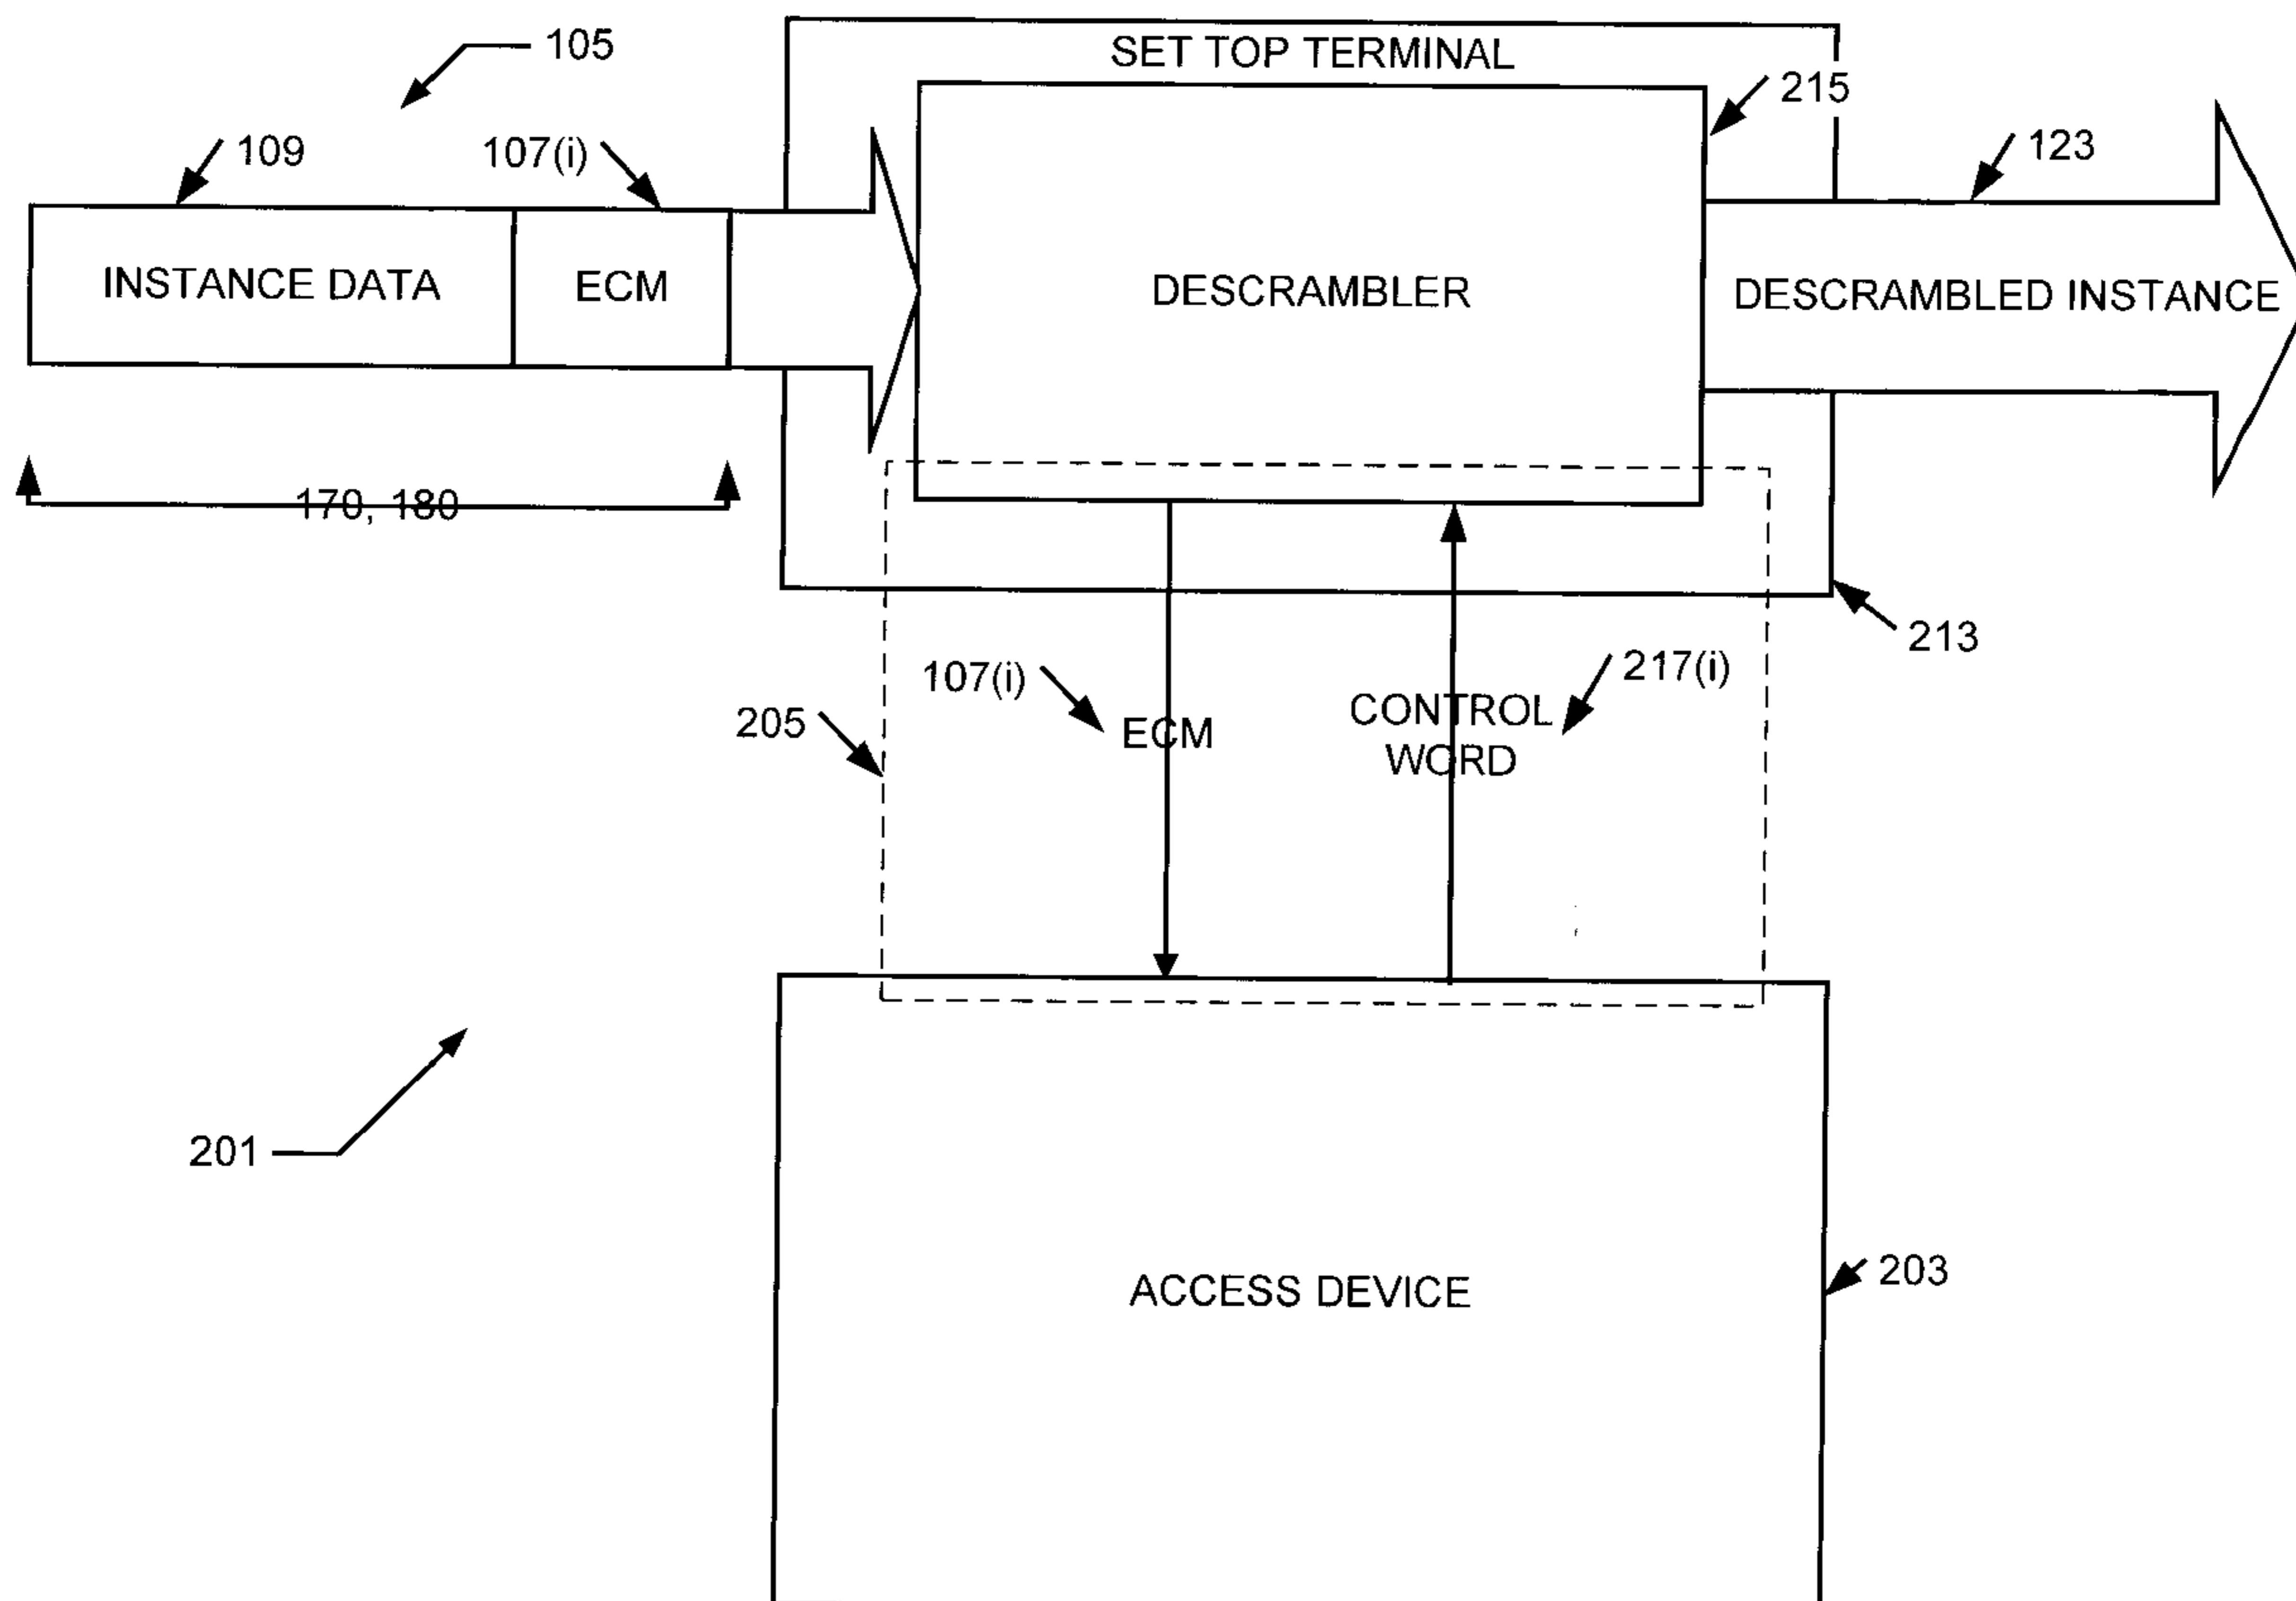 105
SET TOP TERMINAL
215
109
107(i)
123
INSTANCE DATA
ECM
DESCRAMBLER
DESCRAMBLED INSTANCE
170, 180
213
107(i)
217(i)
205
ECM
CONTROL
WORD
201
203
ACCESS DEVICE